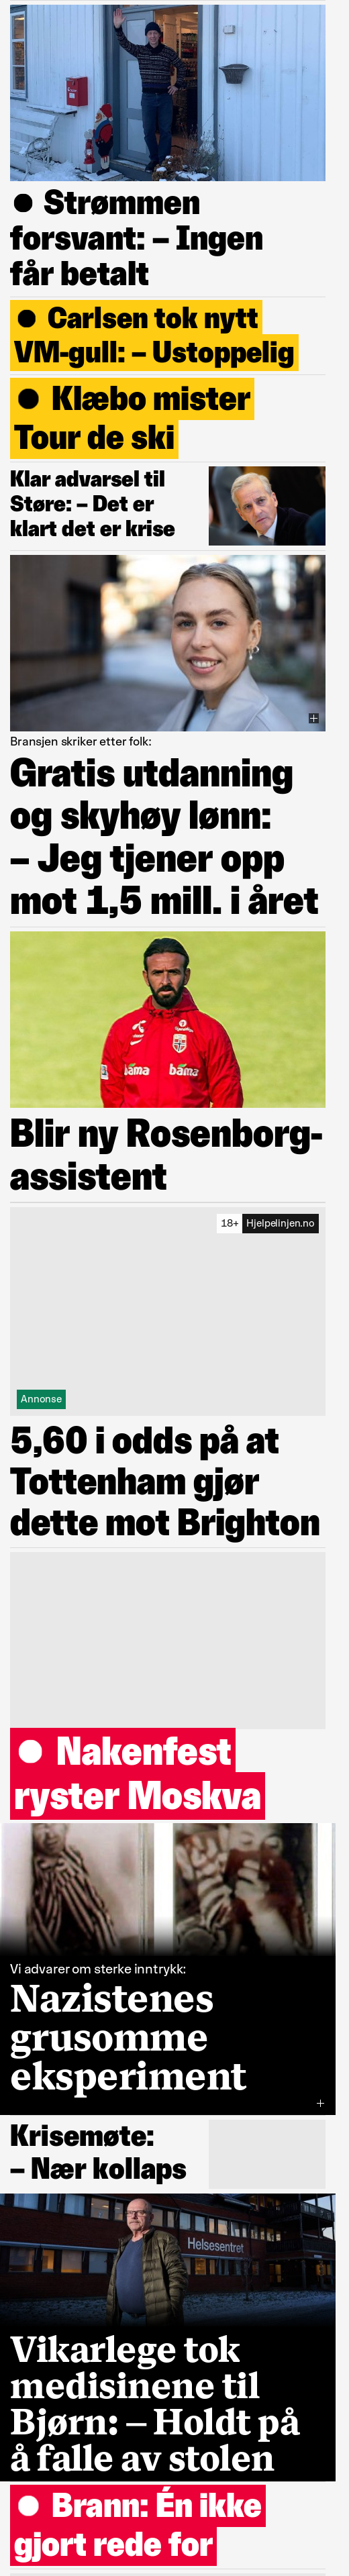 Strømmen
forsvant: – Ingen
får betalt
Carlsen tok nytt
VM-gull: – Ustoppelig
Klæbo mister
Tour de ski
Klar advarsel til
Støre: – Det er
klart det er krise
Bransjen skriker etter folk:
Gratis utdanning
og skyhøy lønn:
– Jeg tjener opp
mot 1,5 mill. i året
bama bama
Blir ny Rosenborg-
assistent
18+ Hjelpelinjen.no
Annonse
5,60 i odds på at
Tottenham gjør
dette mot Brighton
Nakenfest
ryster Moskva
Vi advarer om sterke inntrykk:
Nazistenes
grusomme
eksperiment
Krisemøte:
– Nær kollaps
Helsesentret
Vikarlege tok
medisinene til
Bjørn: – Holdt på
å falle av stolen
Brann: Én ikke
gjort rede for